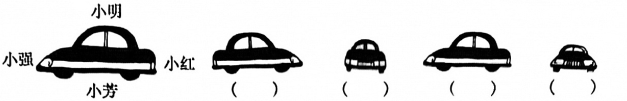 小明
小强
小红
小芳
( ) ( ) ( ) ( )